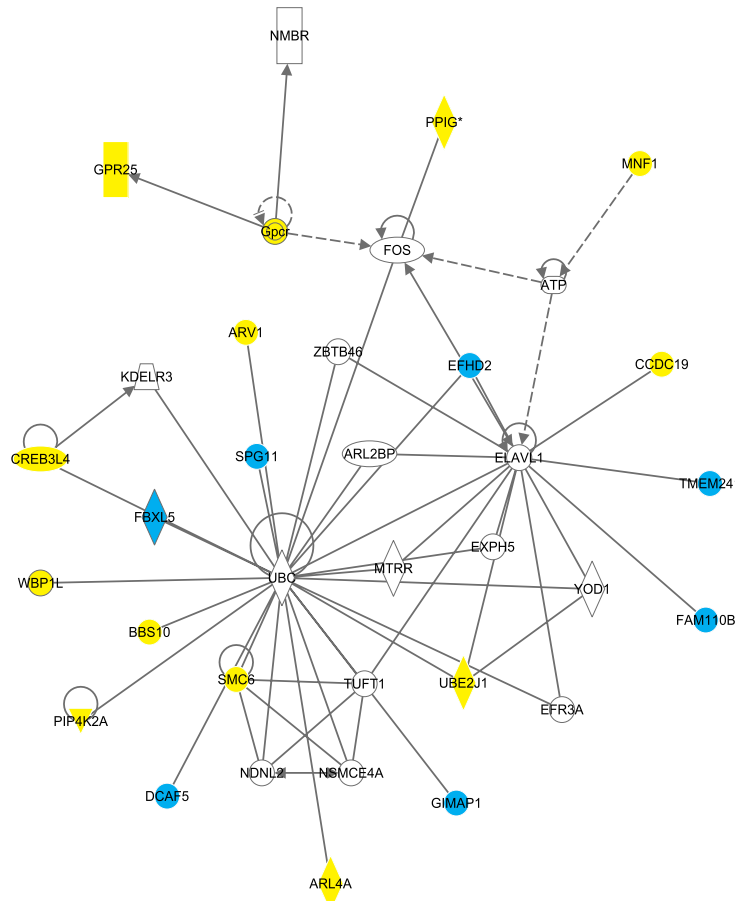 NMBR
PPIG*
MNF1
GPR25
Gpcr
FOS
ATP
ARV1
ZBTB46
EFHD2
CCDC19
KDELR3
CREB3L4
SPG11
ARL2BP
ELAVL1
TMEM24
FBXL5
EXPH5
WBP1L
UBC
MTRR
YOD1
BBS10
FAM110B
SMC6
TUFT1
UBE2J1
EFR3A
PIP4K2A
NDNL2
NSMCE4A
DCAF5
GIMAP1
ARL4A